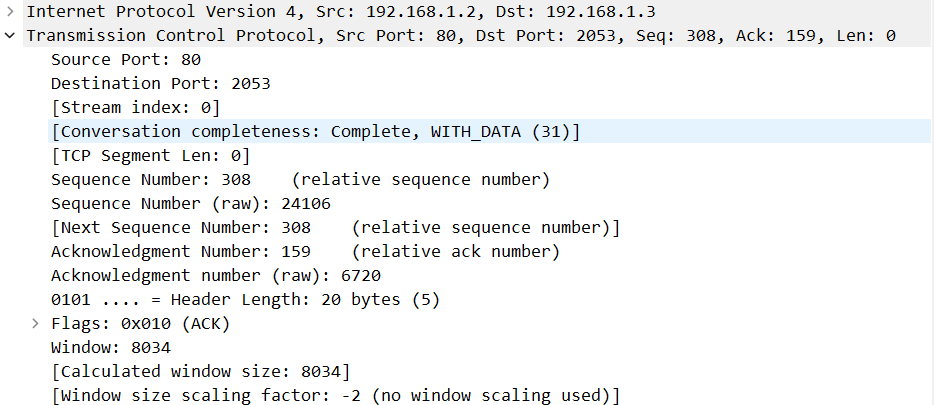 Internet Protocol Version 4, Src: 192.168.1.2, Dst: 192.168.1.3
Transmission Control Protocol, Src Port: 80, Dst Port: 2053, Seq: 308, Ack: 159, Len: 0
Source Port: 80
Destination Port: 2053
[Stream index: 0]
[Conversation completeness: Complete, WITH_DATA (31)]
[TCP Segment Len: 0]
Sequence Number: 308    (relative sequence number)
Sequence Number (raw): 24106
[Next Sequence Number: 308    (relative sequence number)]
Acknowledgment Number: 159    (relative ack number)
Acknowledgment number (raw): 6720
0101 .... = Header Length: 20 bytes (5)
Flags: 0x010 (ACK)
Window: 8034
[Calculated window size: 8034]
[Window size scaling factor: -2 (no window scaling used)]